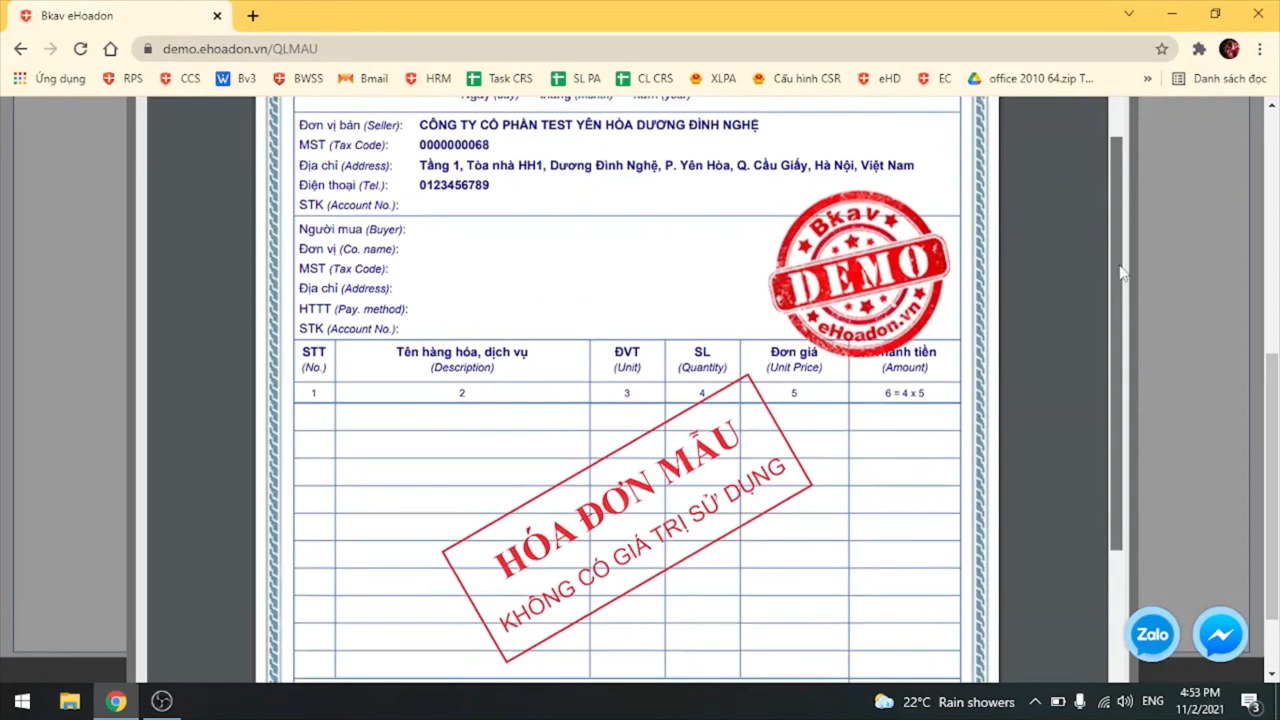 Bkav eHoadon
demo.ehoadon.vn/QLMAU
Ứng dụng RPS CCS Bv3 BWSS Bmail HRM Task CRS SL PA CL CRS XLPA Cấu hình CSR eHD EC office 2010 64.zip T... » Danh sách đọc
Ngày (day) tháng (month) năm (year)
Đơn vị bán (Seller): CÔNG TY CỔ PHẦN TEST YÊN HÒA DƯƠNG ĐÌNH NGHỆ
MST (Tax Code): 0000000068
Địa chỉ (Address): Tầng 1, Tòa nhà HH1, Dương Đình Nghệ, P. Yên Hòa, Q. Cầu Giấy, Hà Nội, Việt Nam
Điện thoại (Tel.): 0123456789
STK (Account No.):
Người mua (Buyer):
Đơn vị (Co. name):
MST (Tax Code):
Địa chỉ (Address):
HTTT (Pay. method):
STK (Account No.):
Bkav
DEMO
eHoadon.vn
STT Tên hàng hóa, dịch vụ ĐVT SL Đơn giá hành tiền
(No.) (Description) (Unit) (Quantity) (Unit Price) (Amount)
1 2 3 4 5 6 = 4 x 5
HÓA ĐƠN MẪU
KHÔNG CÓ GIÁ TRỊ SỬ DỤNG
Zalo
22°C Rain showers ENG 4:53 PM
11/2/2021 3